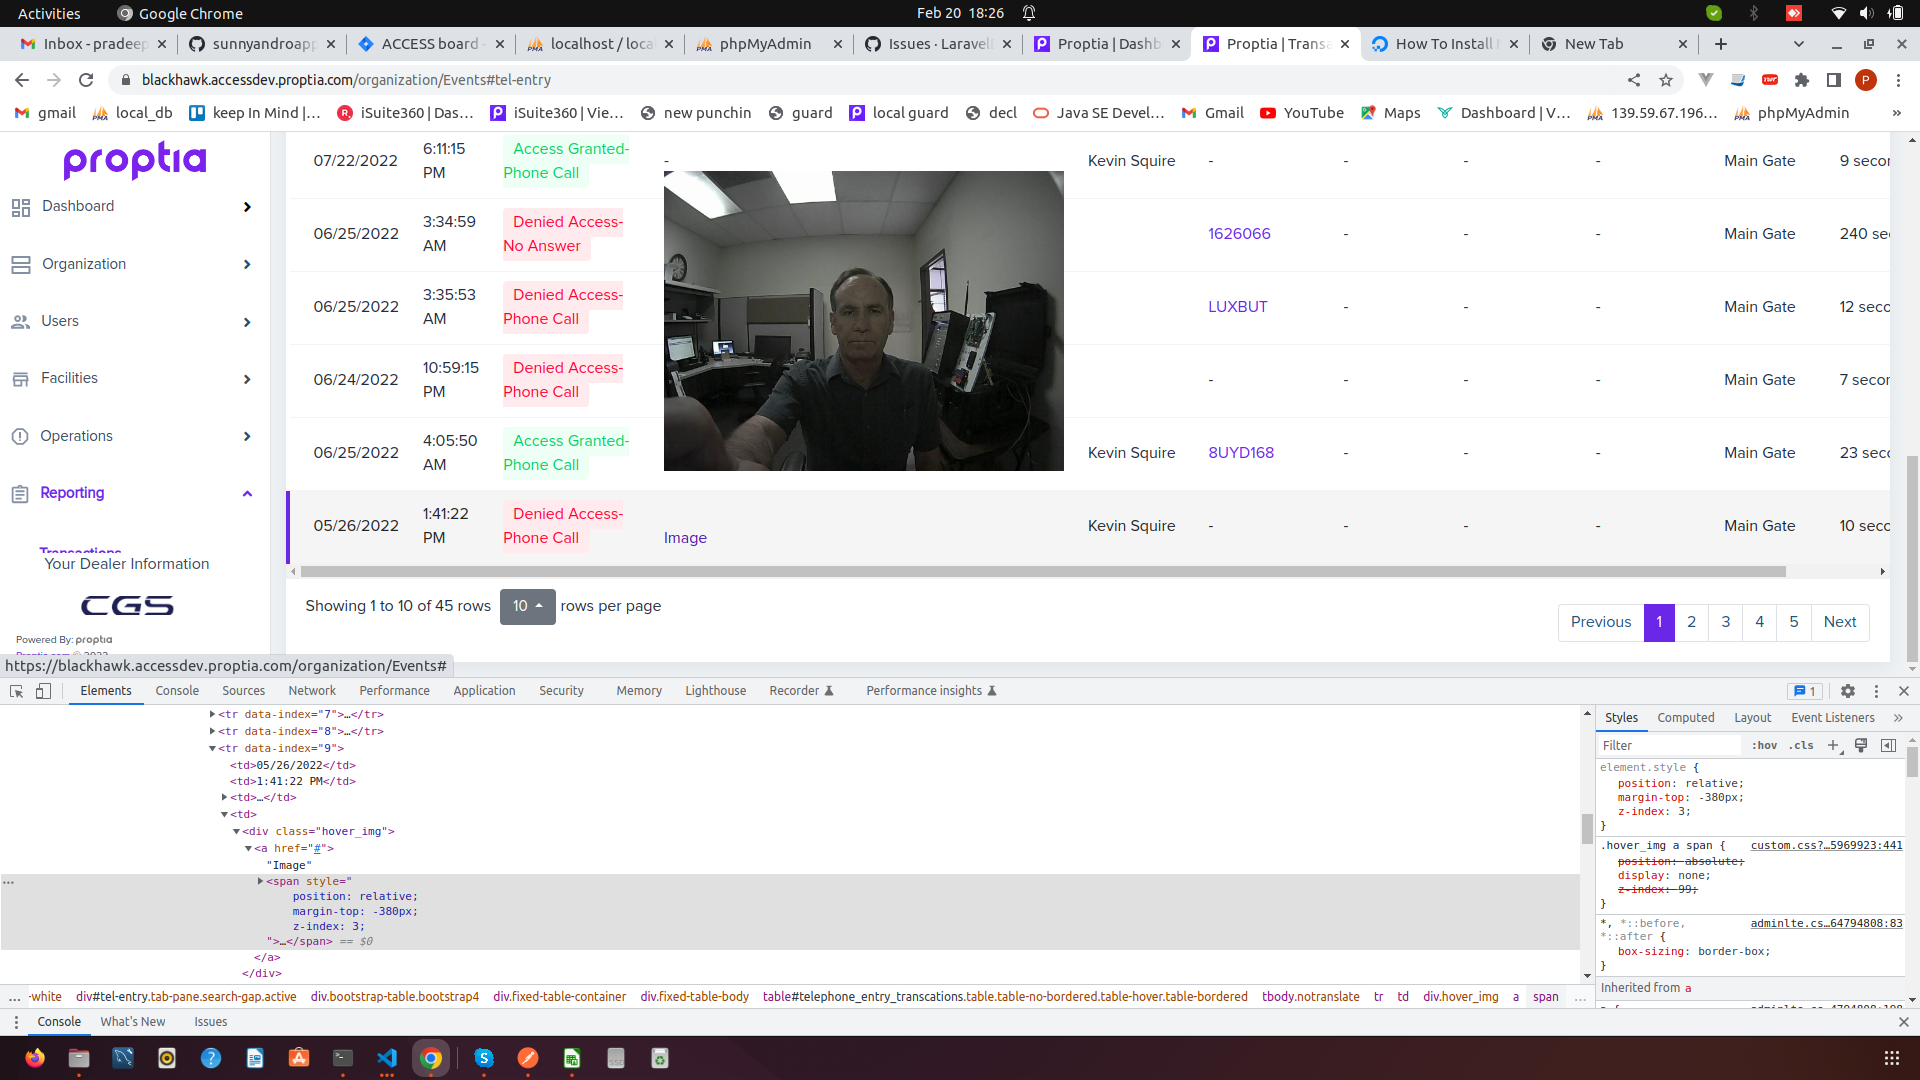 Activities
Google Chrome
Feb 20 18:26
Inbox - pradeep
sunnyandroapp
ACCESS board -
localhost / local
phpMyAdmin
Issues · Laravel
Proptia | Dashb
Proptia | Transa
How To Install
New Tab
blackhawk.accessdev.proptia.com/organization/Events#tel-entry
P
gmail
local_db
keep In Mind |...
iSuite360 | Das...
iSuite360 | Vie...
new punchin
guard
local guard
decl
Java SE Devel...
Gmail
YouTube
Maps
Dashboard | V...
139.59.67.196...
phpMyAdmin
»
proptia
Dashboard
Organization
Users
Facilities
Operations
Reporting
Transactions
Your Dealer Information
CGS
Powered By: proptia
Proptia.com © 2022
07/22/2022 6:11:15 PM Access Granted-Phone Call - Kevin Squire - - - - Main Gate 9 secon
06/25/2022 3:34:59 AM Denied Access-No Answer 1626066 - - - Main Gate 240 sec
06/25/2022 3:35:53 AM Denied Access-Phone Call LUXBUT - - - Main Gate 12 seco
06/24/2022 10:59:15 PM Denied Access-Phone Call - - - - Main Gate 7 secon
06/25/2022 4:05:50 AM Access Granted-Phone Call Kevin Squire 8UYD168 - - - Main Gate 23 seco
05/26/2022 1:41:22 PM Denied Access-Phone Call Image Kevin Squire - - - - Main Gate 10 seco
Showing 1 to 10 of 45 rows 10 rows per page
Previous 1 2 3 4 5 Next
https://blackhawk.accessdev.proptia.com/organization/Events#
Elements
Console
Sources
Network
Performance
Application
Security
Memory
Lighthouse
Recorder
Performance insights
1
<tr data-index="7">…</tr>
<tr data-index="8">…</tr>
<tr data-index="9">
<td>05/26/2022</td>
<td>1:41:22 PM</td>
<td>…</td>
<td>
<div class="hover_img">
<a href="#">
"Image"
<span style="
position: relative;
margin-top: -380px;
z-index: 3;
">…</span> == $0
</a>
</div>
Styles
Computed
Layout
Event Listeners
»
Filter
:hov .cls +
element.style {
position: relative;
margin-top: -380px;
z-index: 3;
}
.hover_img a span { custom.css?…5969923:441
position: absolute;
display: none;
z-index: 99;
}
*, *::before, adminlte.cs…64794808:83
*::after {
box-sizing: border-box;
}
Inherited from a
... -white div#tel-entry.tab-pane.search-gap.active div.bootstrap-table.bootstrap4 div.fixed-table-container div.fixed-table-body table#telephone_entry_transcations.table.table-no-bordered.table-hover.table-bordered tbody.notranslate tr td div.hover_img a span ...
Console
What's New
Issues